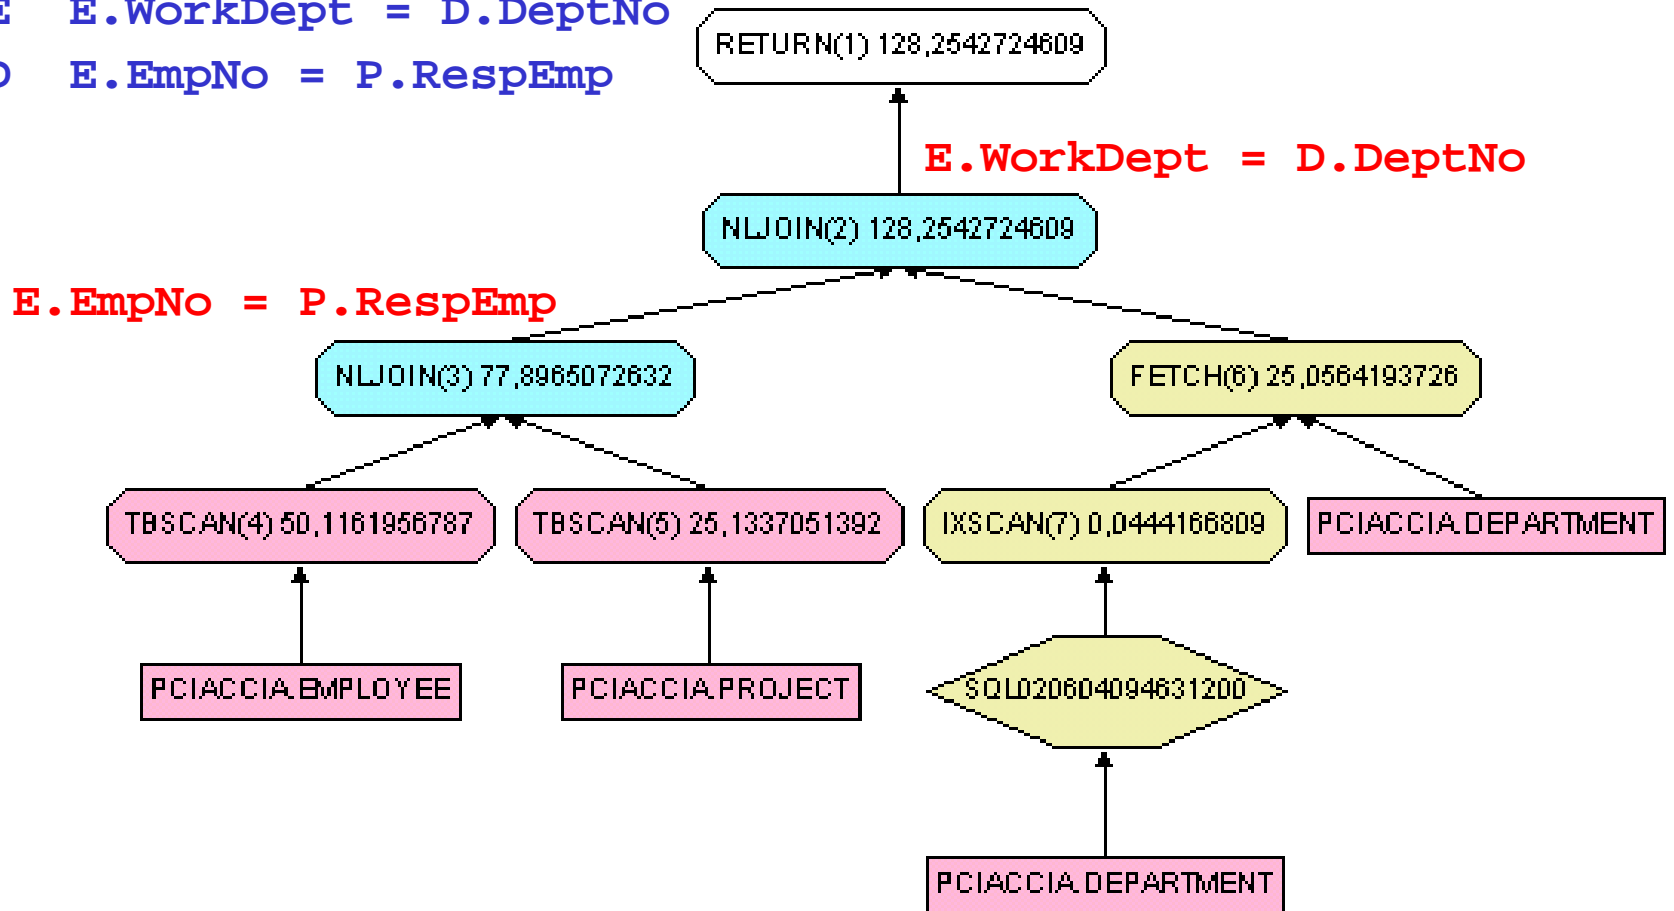 E E.WorkDept = D.DeptNo
D E.EmpNo = P.RespEmp
RETURN(1) 128,2542724609
E.WorkDept = D.DeptNo
NLJOIN(2) 128,2542724609
E.EmpNo = P.RespEmp
NLJOIN(3) 77,8965072632
FETCH(6) 25,0564193726
TBSCAN(4) 50,1161956787
TBSCAN(5) 25,1337051392
IXSCAN(7) 0,0444166809
PCIACCIA.DEPARTMENT
PCIACCIA.EMPLOYEE
PCIACCIA.PROJECT
SQL020604094631200
PCIACCIA.DEPARTMENT